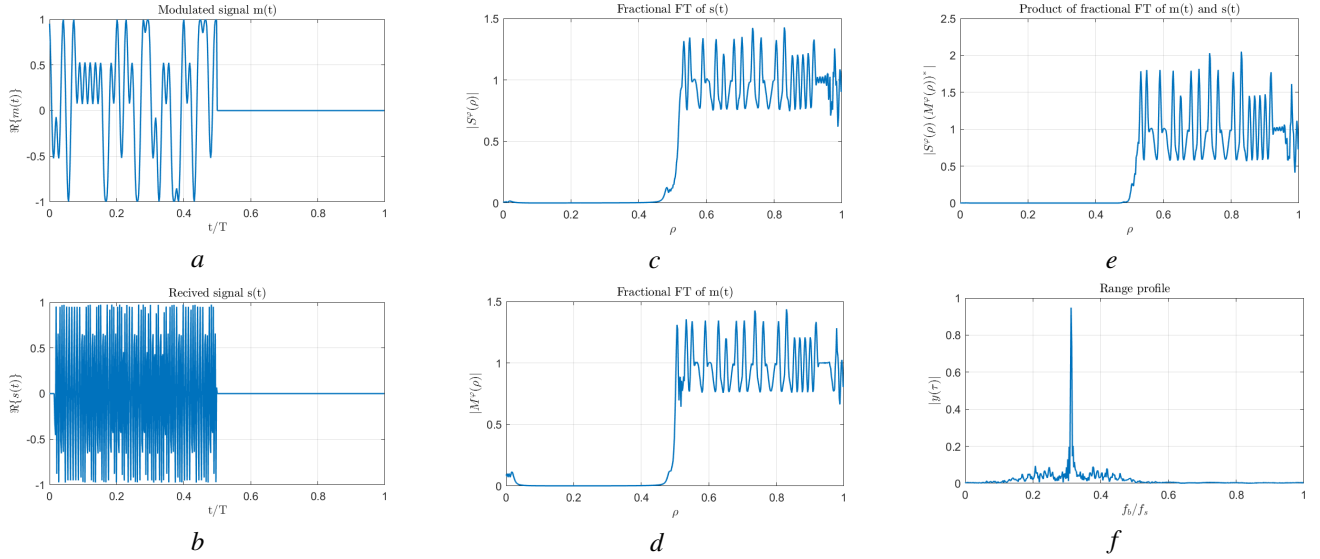 Modulated signal m(t)
1
0.5
0
-0.5
-1
ℜ{m(t)}
0 0.2 0.4 0.6 0.8 1
t/T
a
Fractional FT of s(t)
1.5
1
0.5
0
|S^φ(ρ)|
0 0.2 0.4 0.6 0.8 1
ρ
c
Product of fractional FT of m(t) and s(t)
2.5
2
1.5
1
0.5
0
|S^φ(ρ) (M^φ(ρ))^*|
0 0.2 0.4 0.6 0.8 1
ρ
e
Recived signal s(t)
1
0.5
0
-0.5
-1
ℜ{s(t)}
0 0.2 0.4 0.6 0.8 1
t/T
b
Fractional FT of m(t)
1.5
1
0.5
0
|M^φ(ρ)|
0 0.2 0.4 0.6 0.8 1
ρ
d
Range profile
1
0.8
0.6
0.4
0.2
0
|y(τ)|
0 0.2 0.4 0.6 0.8 1
f_b/f_s
f